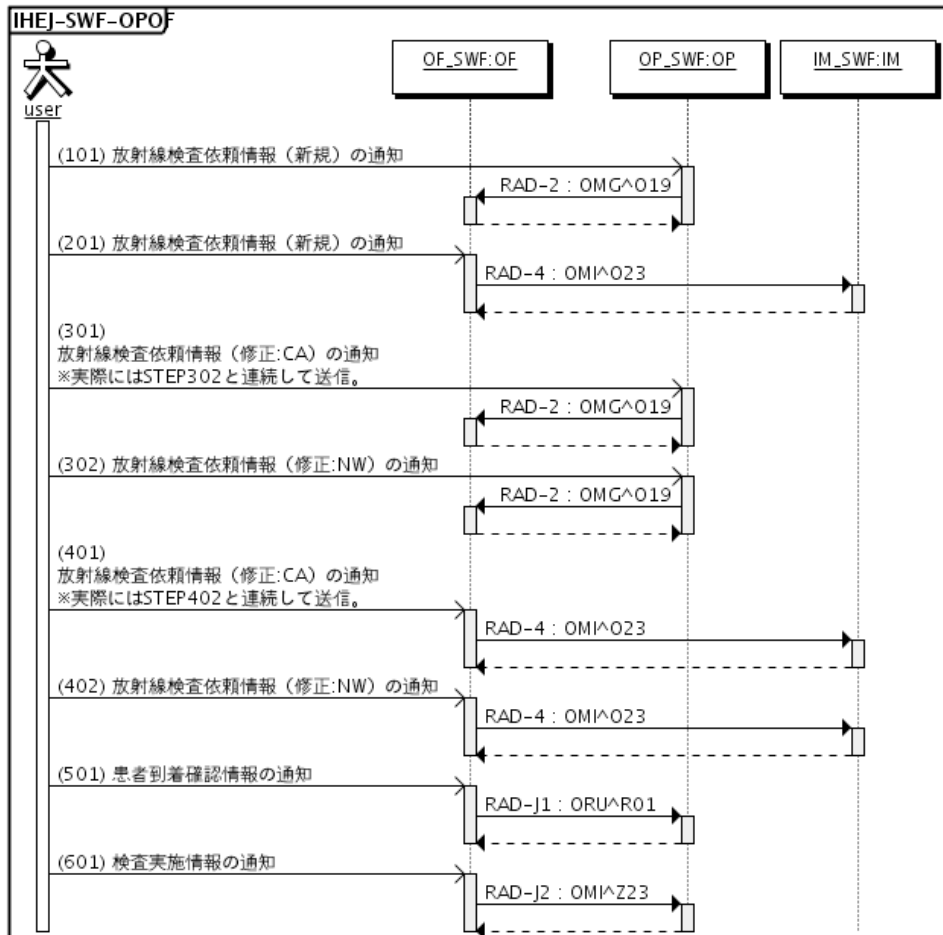 IHEJ-SWF-OPOF
OF_SWF:OF
OP_SWF:OP
IM_SWF:IM
user
(101) 放射線検査依頼情報（新規）の通知
RAD-2 : OMG^O19
(201) 放射線検査依頼情報（新規）の通知
RAD-4 : OMI^O23
(301)
放射線検査依頼情報（修正:CA）の通知
※実際にはSTEP302と連続して送信。
RAD-2 : OMG^O19
(302) 放射線検査依頼情報（修正:NW）の通知
RAD-2 : OMG^O19
(401)
放射線検査依頼情報（修正:CA）の通知
※実際にはSTEP402と連続して送信。
RAD-4 : OMI^O23
(402) 放射線検査依頼情報（修正:NW）の通知
RAD-4 : OMI^O23
(501) 患者到着確認情報の通知
RAD-J1 : ORU^R01
(601) 検査実施情報の通知
RAD-J2 : OMI^Z23